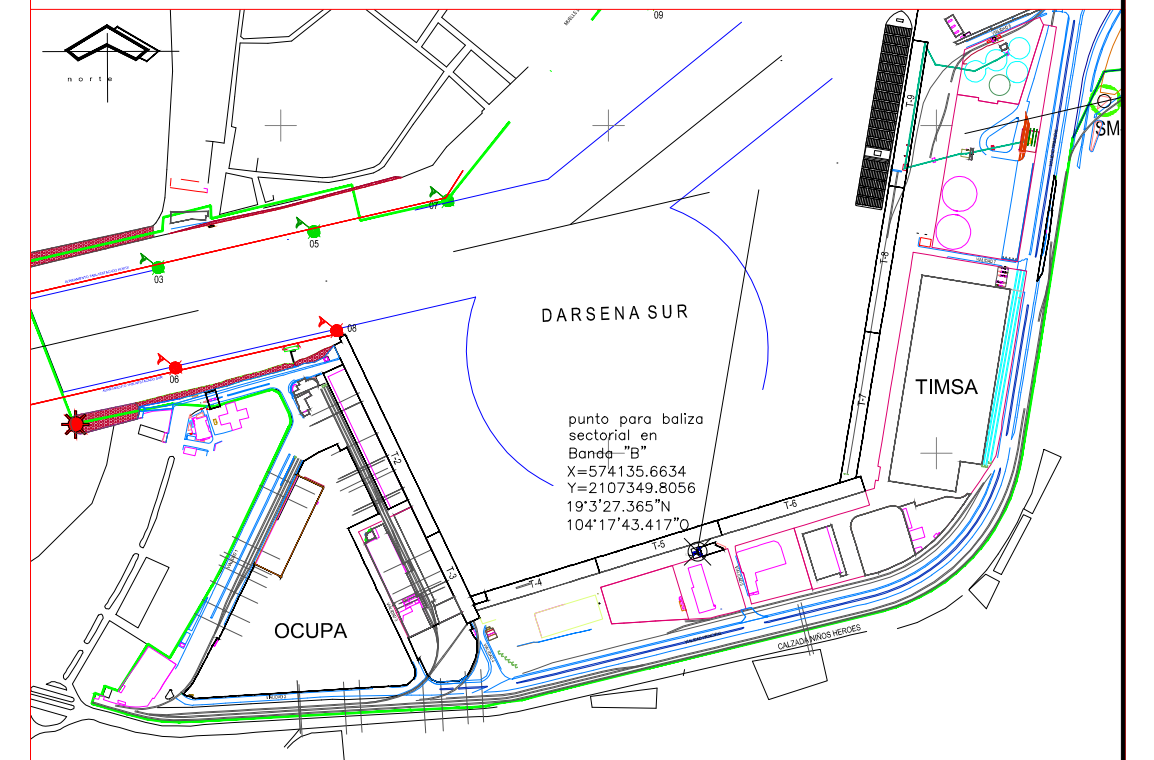 09
norte
T-9
SM
07
05
03
T-8
08
DARSENA SUR
06
TIMSA
T-7
punto para baliza
sectorial en
Banda "B"
X=574135.6634
Y=2107349.8056
19°3'27.365"N
104°17'43.417"O
T-2
T-6
T-5
T-4
T-3
OCUPA
CALZADA NIÑOS HEROES